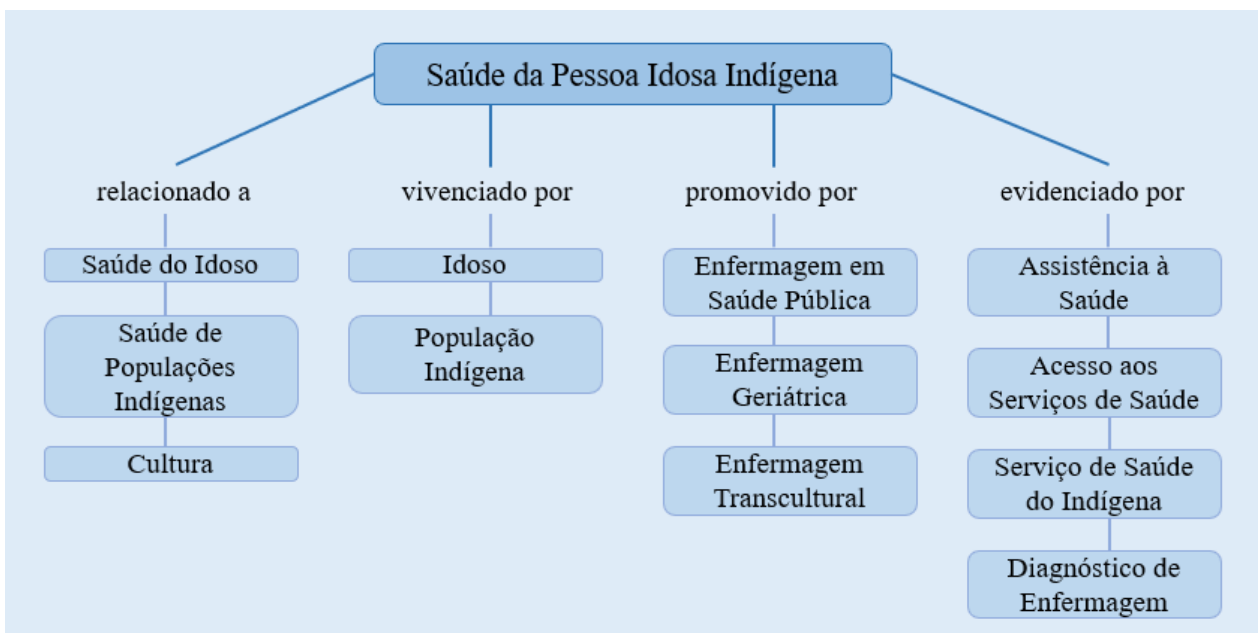 Saúde da Pessoa Idosa Indígena
relacionado a
Saúde do Idoso
Saúde de
Populações
Indígenas
Cultura
vivenciado por
Idoso
População
Indígena
promovido por
Enfermagem em
Saúde Pública
Enfermagem
Geriátrica
Enfermagem
Transcultural
evidenciado por
Assistência à
Saúde
Acesso aos
Serviços de Saúde
Serviço de Saúde
do Indígena
Diagnóstico de
Enfermagem